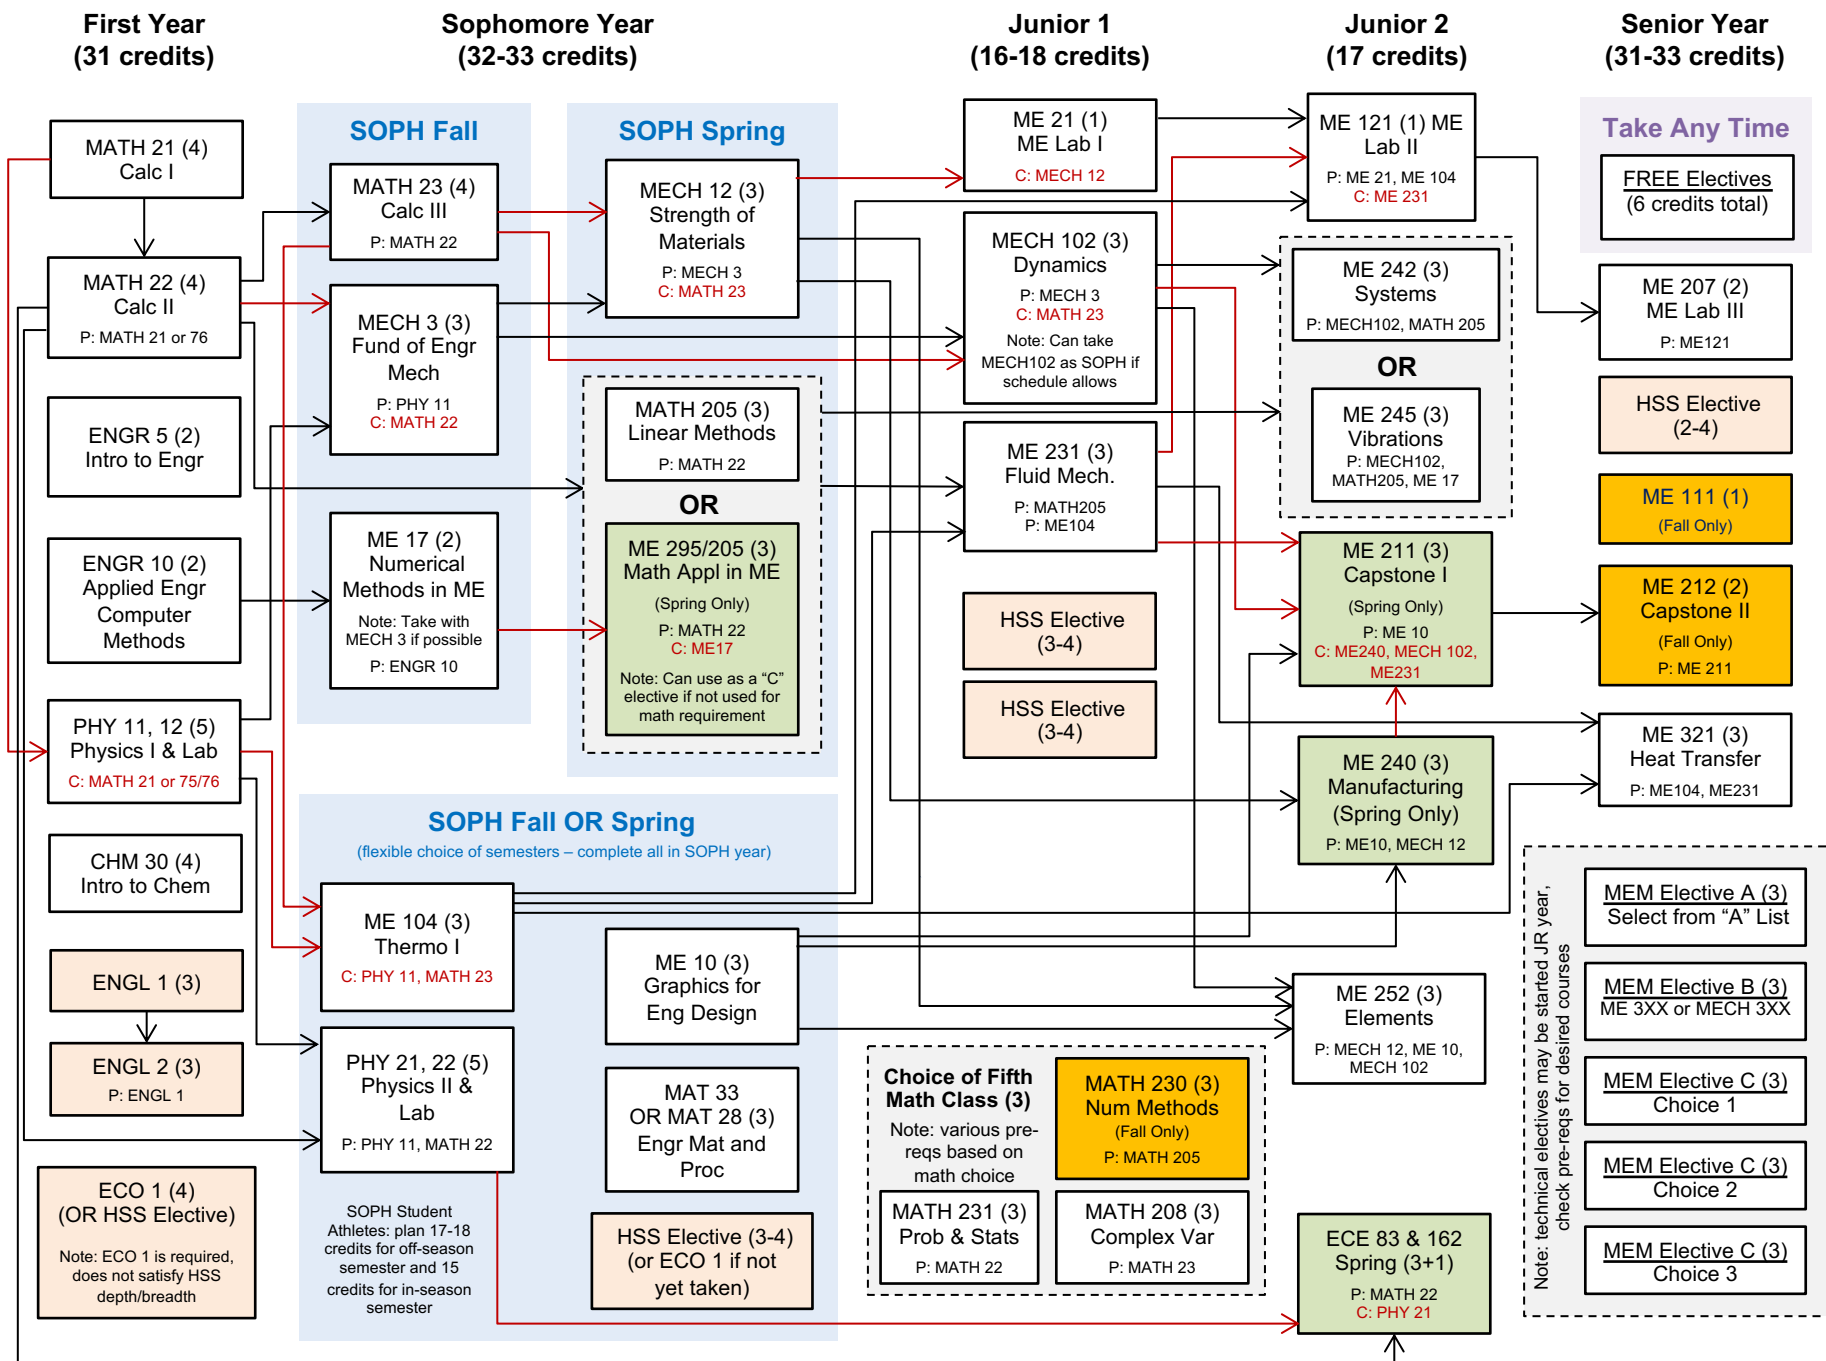 First Year
(31 credits)
Sophomore Year
(32-33 credits)
Junior 1
(16-18 credits)
Junior 2
(17 credits)
Senior Year
(31-33 credits)
MATH 21 (4)
Calc I
MATH 22 (4)
Calc II
P: MATH 21 or 76
ENGR 5 (2)
Intro to Engr
ENGR 10 (2)
Applied Engr
Computer
Methods
PHY 11, 12 (5)
Physics I & Lab
C: MATH 21 or 75/76
CHM 30 (4)
Intro to Chem
ENGL 1 (3)
ENGL 2 (3)
P: ENGL 1
ECO 1 (4)
(OR HSS Elective)
Note: ECO 1 is required,
does not satisfy HSS
depth/breadth
SOPH Fall
MATH 23 (4)
Calc III
P: MATH 22
MECH 3 (3)
Fund of Engr
Mech
P: PHY 11
C: MATH 22
ME 17 (2)
Numerical
Methods in ME
Note: Take with
MECH 3 if possible
P: ENGR 10
SOPH Spring
MECH 12 (3)
Strength of
Materials
P: MECH 3
C: MATH 23
MATH 205 (3)
Linear Methods
P: MATH 22
OR
ME 295/205 (3)
Math Appl in ME
(Spring Only)
P: MATH 22
C: ME17
Note: Can use as a “C”
elective if not used for
math requirement
SOPH Fall OR Spring
(flexible choice of semesters – complete all in SOPH year)
ME 104 (3)
Thermo I
C: PHY 11, MATH 23
PHY 21, 22 (5)
Physics II &
Lab
P: PHY 11, MATH 22
SOPH Student
Athletes: plan 17-18
credits for off-season
semester and 15
credits for in-season
semester
ME 10 (3)
Graphics for
Eng Design
MAT 33
OR MAT 28 (3)
Engr Mat and
Proc
HSS Elective (3-4)
(or ECO 1 if not
yet taken)
ME 21 (1)
ME Lab I
C: MECH 12
MECH 102 (3)
Dynamics
P: MECH 3
C: MATH 23
Note: Can take
MECH102 as SOPH if
schedule allows
ME 231 (3)
Fluid Mech.
P: MATH205
P: ME104
HSS Elective
(3-4)
HSS Elective
(3-4)
Choice of Fifth
Math Class (3)
Note: various pre-
reqs based on
math choice
MATH 230 (3)
Num Methods
(Fall Only)
P: MATH 205
MATH 231 (3)
Prob & Stats
P: MATH 22
MATH 208 (3)
Complex Var
P: MATH 23
ME 121 (1) ME
Lab II
P: ME 21, ME 104
C: ME 231
ME 242 (3)
Systems
P: MECH102, MATH 205
OR
ME 245 (3)
Vibrations
P: MECH102,
MATH205, ME 17
ME 211 (3)
Capstone I
(Spring Only)
P: ME 10
C: ME240, MECH 102,
ME231
ME 240 (3)
Manufacturing
(Spring Only)
P: ME10, MECH 12
ME 252 (3)
Elements
P: MECH 12, ME 10,
MECH 102
ECE 83 & 162
Spring (3+1)
P: MATH 22
C: PHY 21
Take Any Time
FREE Electives
(6 credits total)
ME 207 (2)
ME Lab III
P: ME121
HSS Elective
(2-4)
ME 111 (1)
(Fall Only)
ME 212 (2)
Capstone II
(Fall Only)
P: ME 211
ME 321 (3)
Heat Transfer
P: ME104, ME231
Note: technical electives may be started JR year,
check pre-reqs for desired courses
MEM Elective A (3)
Select from “A” List
MEM Elective B (3)
ME 3XX or MECH 3XX
MEM Elective C (3)
Choice 1
MEM Elective C (3)
Choice 2
MEM Elective C (3)
Choice 3